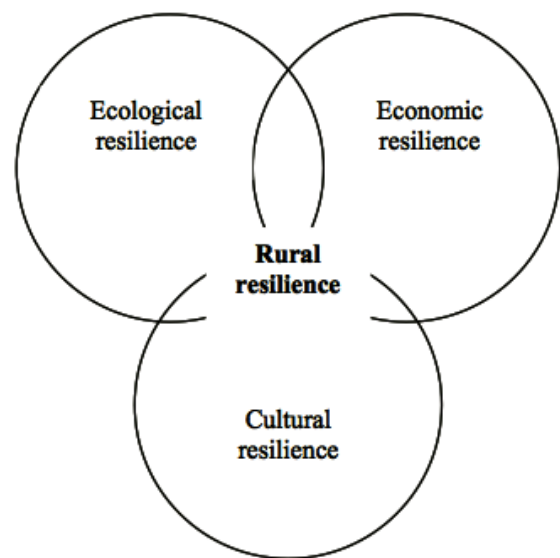 Ecological
resilience
Economic
resilience
Rural
resilience
Cultural
resilience